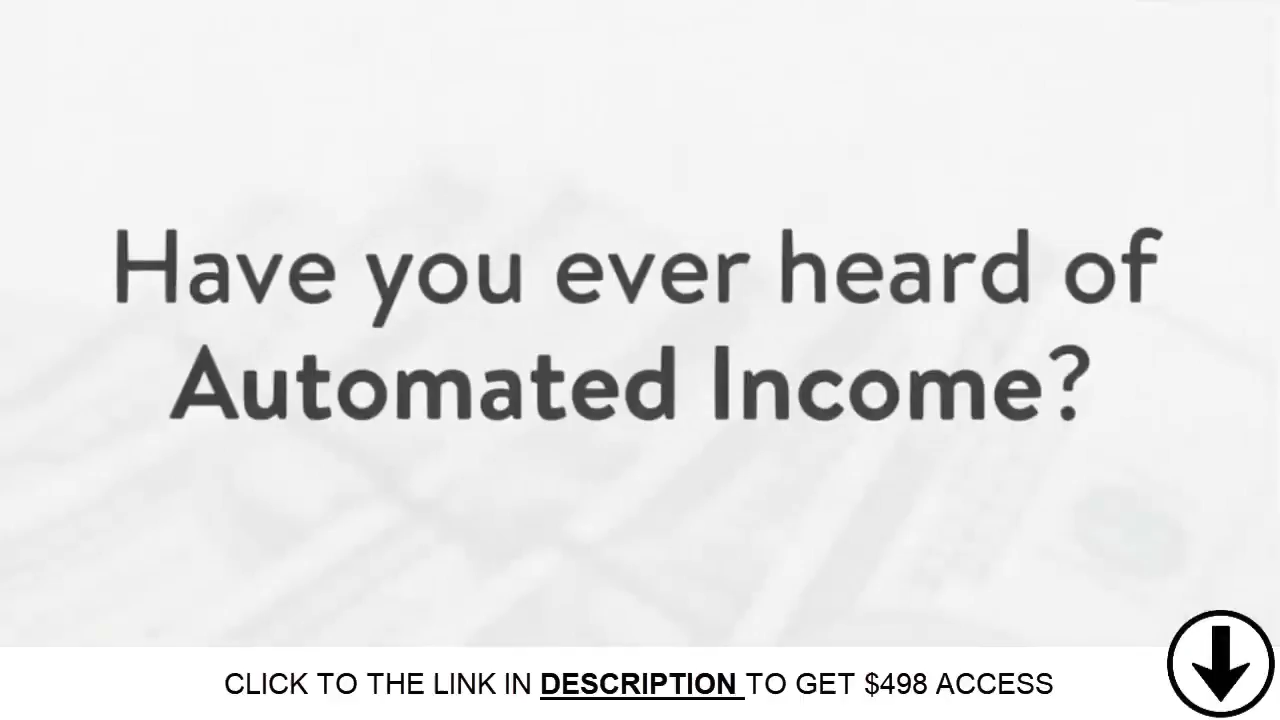 Have you ever heard of
Automated Income?
CLICK TO THE LINK IN DESCRIPTION TO GET $498 ACCESS